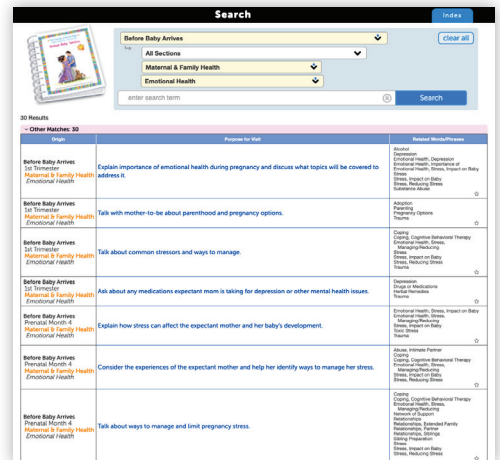 Search
Index
Before Baby Arrives
clear all
All Sections
Maternal & Family Health
Emotional Health
enter search term
Search
30 Results
Other Matches: 30
Origin
Purpose for Visit
Related Words/Phrases
Before Baby Arrives
1st Trimester
Maternal & Family Health
Emotional Health
Explain importance of emotional health during pregnancy and discuss what topics will be covered to
address it.
Alcohol
Depression
Emotional Health, Depression
Emotional Health, Importance of
Emotional Health, Stress, Impact on Baby
Stress
Stress, Impact on Baby
Stress, Reducing Stress
Substance Abuse
Before Baby Arrives
1st Trimester
Maternal & Family Health
Emotional Health
Talk with mother-to-be about parenthood and pregnancy options.
Adoption
Parenting
Pregnancy Options
Trauma
Before Baby Arrives
1st Trimester
Maternal & Family Health
Emotional Health
Talk about common stressors and ways to manage.
Coping
Coping, Cognitive Behavioral Therapy
Emotional Health, Stress,
Managing/Reducing
Stress
Stress, Impact on Baby
Stress, Reducing Stress
Trauma
Before Baby Arrives
1st Trimester
Maternal & Family Health
Emotional Health
Ask about any medications expectant mom is taking for depression or other mental health issues.
Depression
Drugs or Medications
Herbal Remedies
Trauma
Before Baby Arrives
Prenatal Month 4
Maternal & Family Health
Emotional Health
Explain how stress can affect the expectant mother and her baby's development.
Emotional Health, Stress, Impact on Baby
Emotional Health, Stress,
Managing/Reducing
Stress, Impact on Baby
Toxic Stress
Trauma
Before Baby Arrives
Prenatal Month 4
Maternal & Family Health
Emotional Health
Consider the experiences of the expectant mother and help her identify ways to manage her stress.
Abuse, Intimate Partner
Coping
Coping, Cognitive Behavioral Therapy
Emotional Health, Stress,
Managing/Reducing
Stress, Impact on Baby
Stress, Reducing Stress
Before Baby Arrives
Prenatal Month 4
Maternal & Family Health
Emotional Health
Talk about ways to manage and limit pregnancy stress.
Coping
Coping, Cognitive Behavioral Therapy
Emotional Health, Stress,
Managing/Reducing
Network of Support
Relationships
Relationships, Extended Family
Relationships, Partner
Relationships, Siblings
Sibling Preparation
Stress
Stress, Impact on Baby
Stress, Reducing Stress